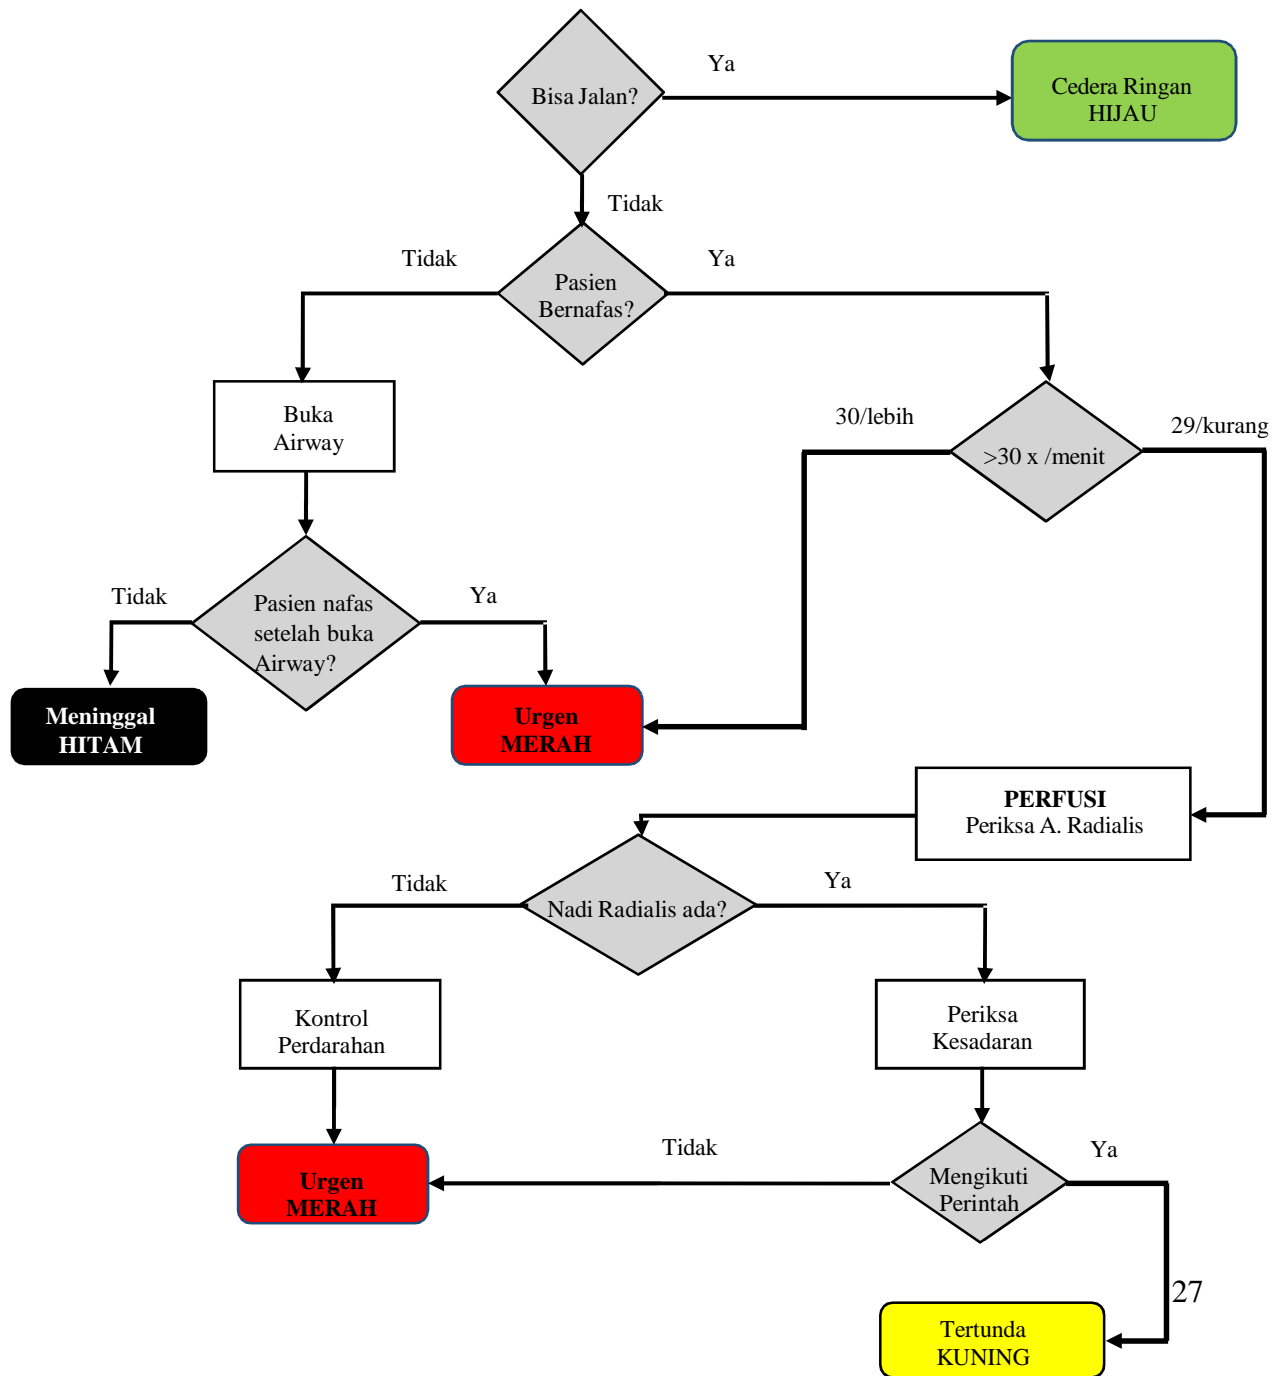 Ya
Bisa Jalan?
Cedera Ringan
HIJAU
Tidak
Tidak
Ya
Pasien
Bernafas?
Buka
Airway
30/lebih
29/kurang
>30 x /menit
Tidak
Ya
Pasien nafas
setelah buka
Airway?
Meninggal
HITAM
Urgen
MERAH
PERFUSI
Periksa A. Radialis
Tidak
Ya
Nadi Radialis ada?
Kontrol
Perdarahan
Periksa
Kesadaran
Tidak
Ya
Urgen
MERAH
Mengikuti
Perintah
27
Tertunda
KUNING